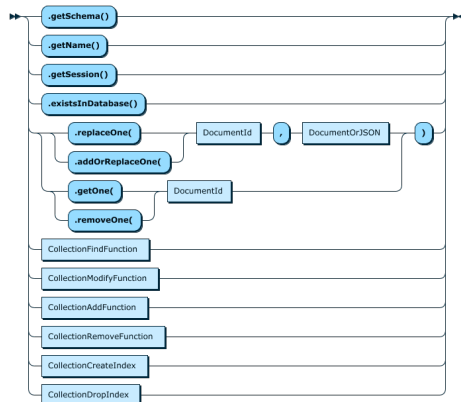 .getSchema()
.getName()
.getSession()
.existsInDatabase()
.replaceOne( DocumentId , DocumentOrJSON )
.addOrReplaceOne(
.getOne( DocumentId
.removeOne(
CollectionFindFunction
CollectionModifyFunction
CollectionAddFunction
CollectionRemoveFunction
CollectionCreateIndex
CollectionDropIndex